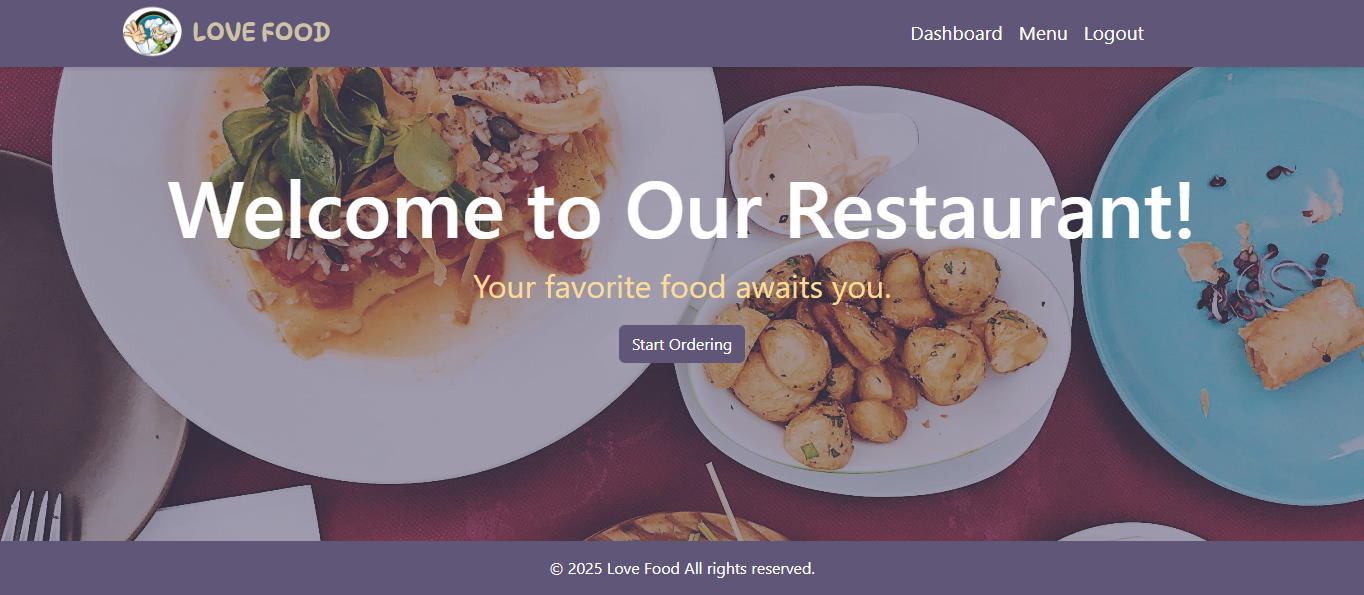 LOVE FOOD
Dashboard Menu Logout
Welcome to Our Restaurant!
Your favorite food awaits you.
Start Ordering
© 2025 Love Food All rights reserved.